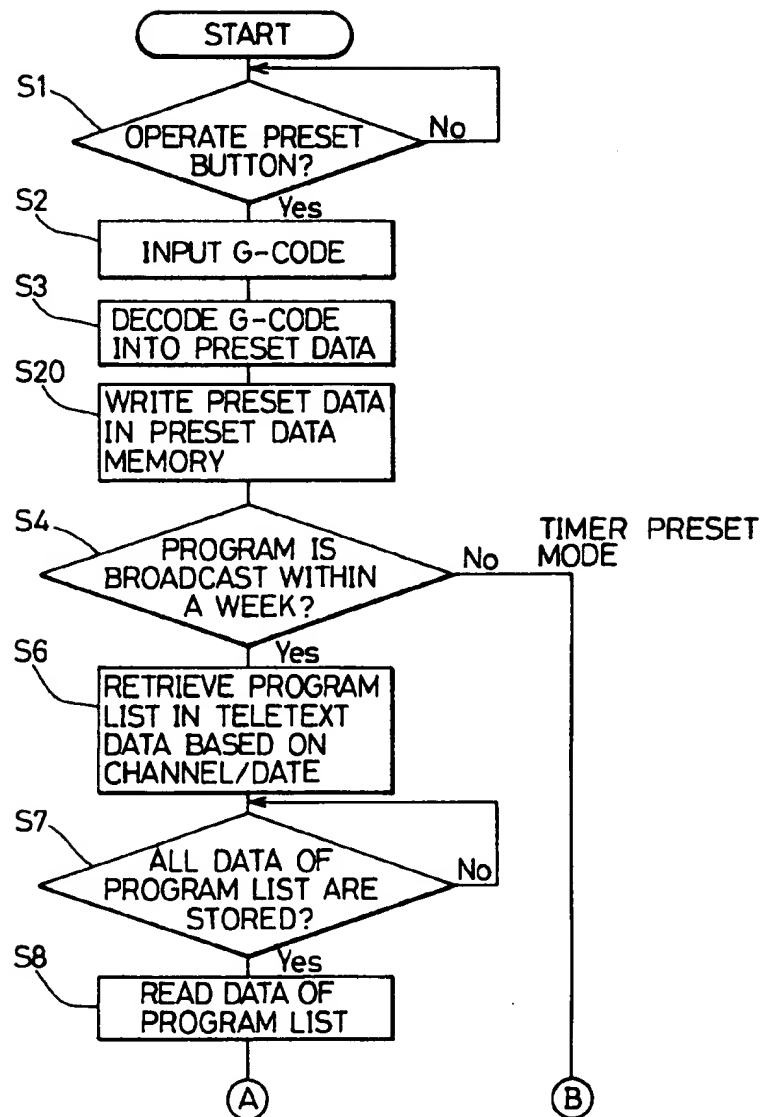 START
S1
OPERATE PRESET
BUTTON?
No
Yes
S2
INPUT G-CODE
S3
DECODE G-CODE
INTO PRESET DATA
S20
WRITE PRESET DATA
IN PRESET DATA
MEMORY
S4
PROGRAM IS
BROADCAST WITHIN
A WEEK?
No
TIMER PRESET
MODE
Yes
S6
RETRIEVE PROGRAM
LIST IN TELETEXT
DATA BASED ON
CHANNEL/DATE
S7
ALL DATA OF
PROGRAM LIST ARE
STORED?
No
Yes
S8
READ DATA OF
PROGRAM LIST
A
B